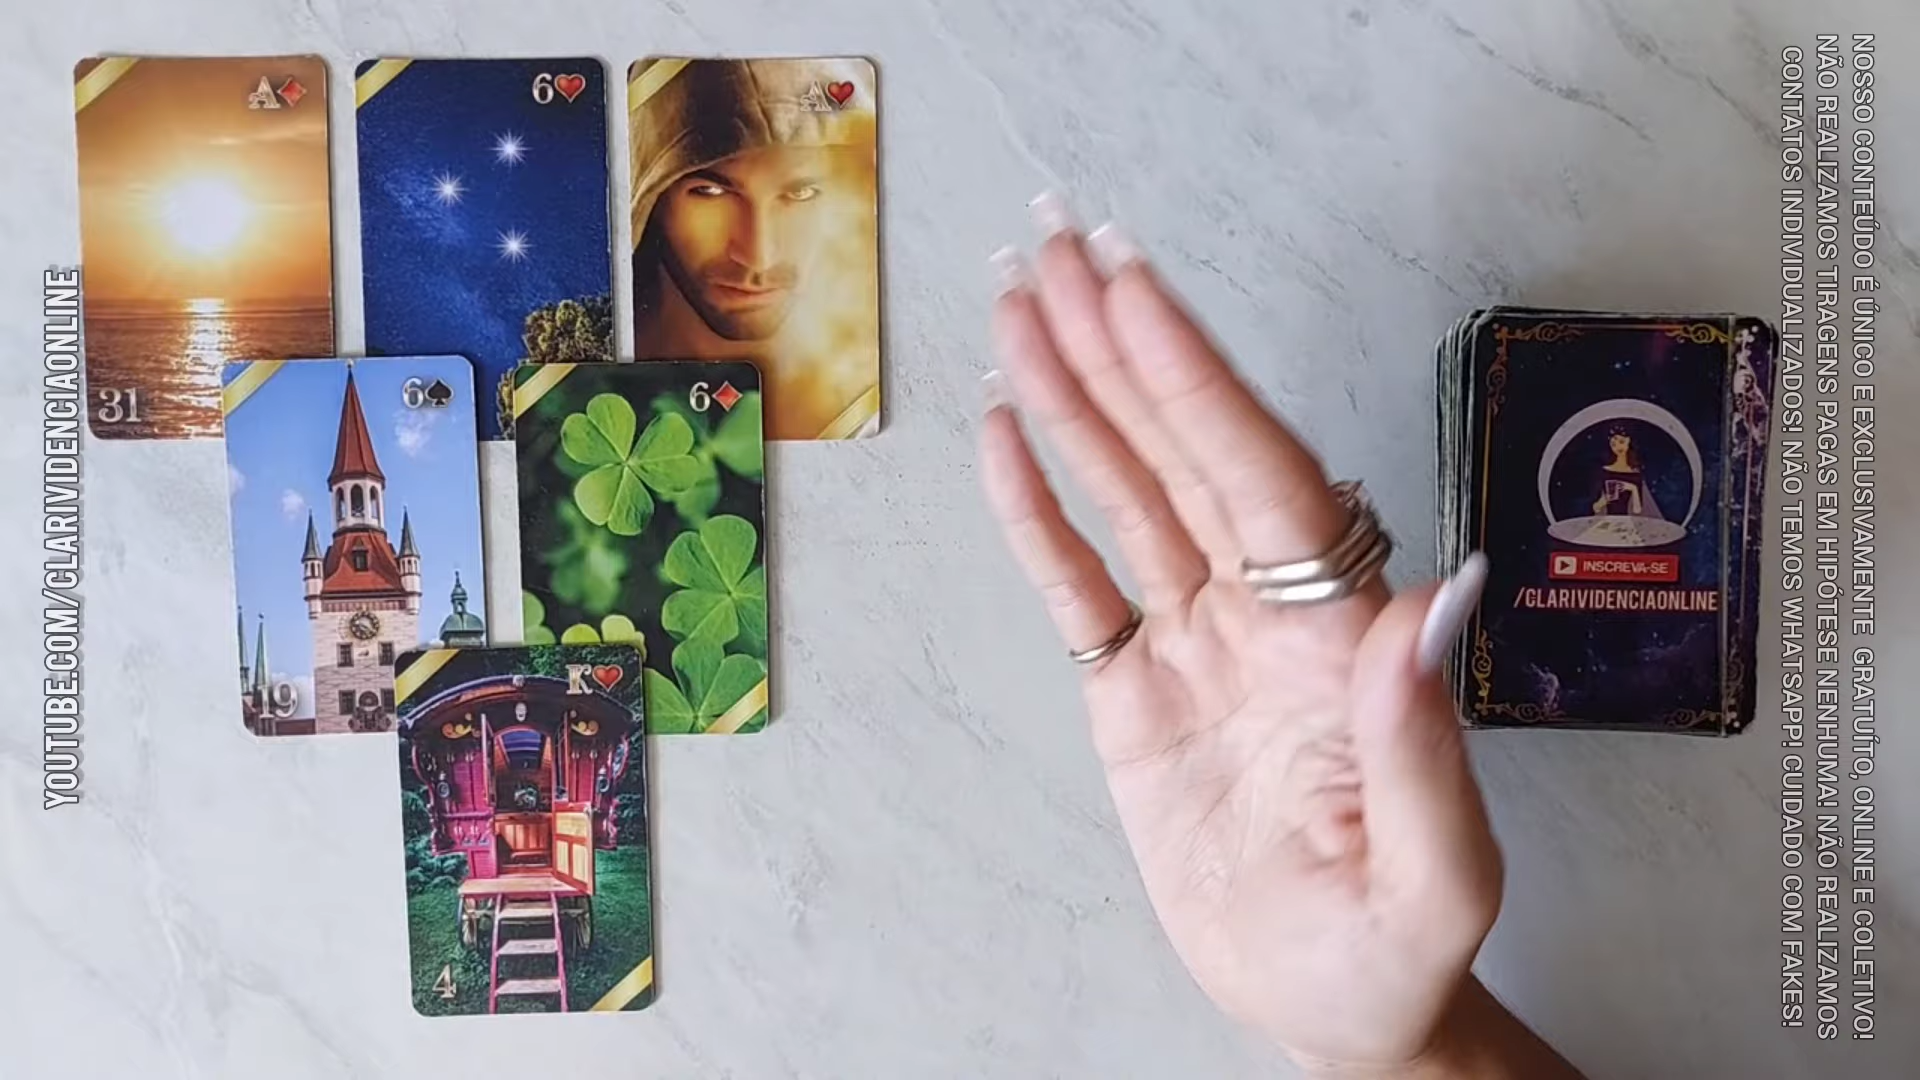 YOUTUBE.COM/CLARIVIDENCIAONLINE
A
6
A
31
6
19
6
K
4
INSCREVA-SE
/CLARIVIDENCIAONLINE
NOSSO CONTEÚDO É ÚNICO E EXCLUSIVAMENTE GRATUÍTO, ONLINE E COLETIVO!
NÃO REALIZAMOS TIRAGENS PAGAS EM HIPÓTESE NENHUMA! NÃO REALIZAMOS
CONTATOS INDIVIDUALIZADOS! NÃO TEMOS WHATSAPP! CUIDADO COM FAKES!